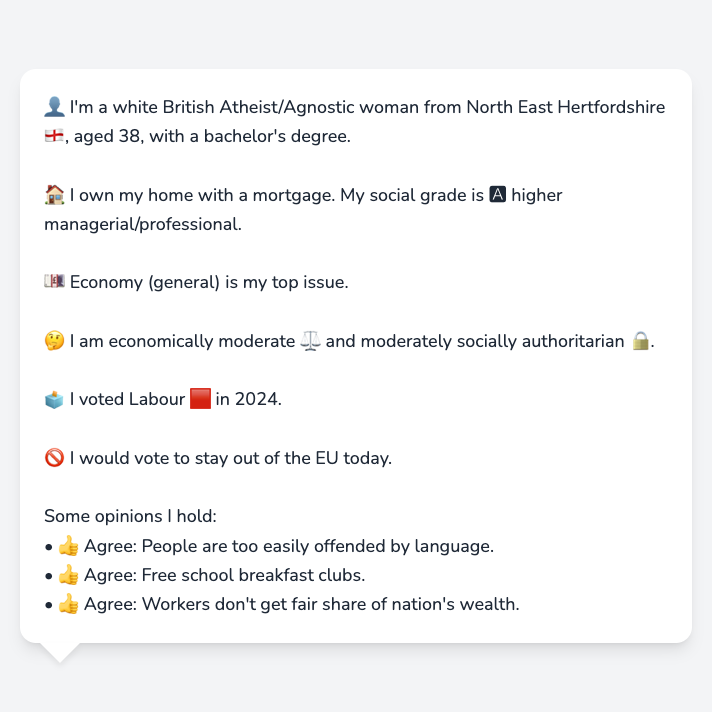 👤 I'm a white British Atheist/Agnostic woman from North East Hertfordshire
🏴󠁧󠁢󠁥󠁮󠁧󠁿, aged 38, with a bachelor's degree.
🏠 I own my home with a mortgage. My social grade is 🅰 higher
managerial/professional.
💷 Economy (general) is my top issue.
🤔 I am economically moderate ⚖️ and moderately socially authoritarian 🔒.
🗳️ I voted Labour 🟥 in 2024.
🚫 I would vote to stay out of the EU today.
Some opinions I hold:
• 👍 Agree: People are too easily offended by language.
• 👍 Agree: Free school breakfast clubs.
• 👍 Agree: Workers don't get fair share of nation's wealth.